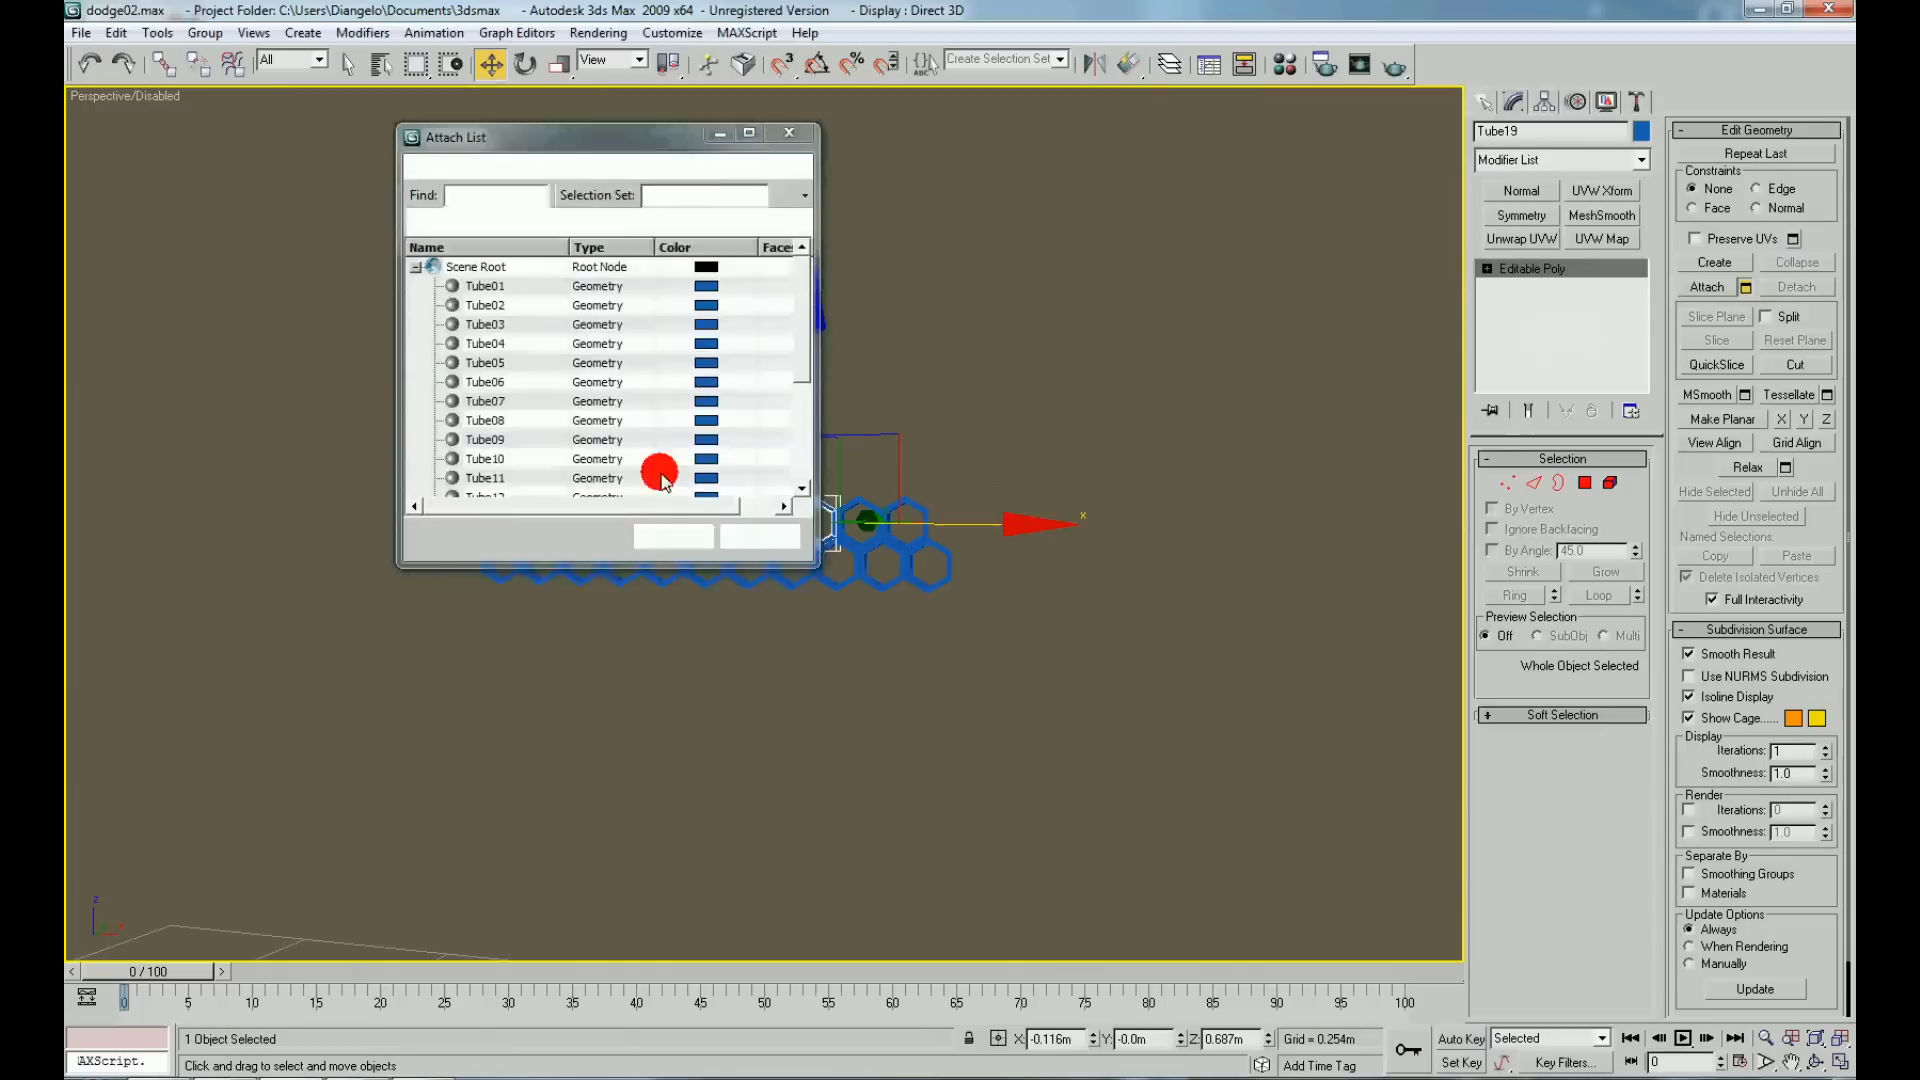 dodge02.max - Project Folder: C:\Users\Diangelo\Documents\3dsmax - Autodesk 3ds Max 2009 x64 - Unregistered Version - Display : Direct 3D
File Edit Tools Group Views Create Modifiers Animation Graph Editors Rendering Customize MAXScript Help
All View Create Selection Set
Perspective/Disabled
Attach List
Find: Selection Set:
Name Type Color Faces
Scene Root Root Node
Tube01 Geometry
Tube02 Geometry
Tube03 Geometry
Tube04 Geometry
Tube05 Geometry
Tube06 Geometry
Tube07 Geometry
Tube08 Geometry
Tube09 Geometry
Tube10 Geometry
Tube11 Geometry
x
z
Tube19
Modifier List
Normal UVW Xform
Symmetry MeshSmooth
Unwrap UVW UVW Map
Editable Poly
Selection
By Vertex
Ignore Backfacing
By Angle: 45.0
Shrink Grow
Ring Loop
Preview Selection
Off SubObj Multi
Whole Object Selected
Soft Selection
Edit Geometry
Repeat Last
Constraints
None Edge
Face Normal
Preserve UVs
Create Collapse
Attach Detach
Slice Plane Split
Slice Reset Plane
QuickSlice Cut
MSmooth Tessellate
Make Planar X Y Z
View Align Grid Align
Relax
Hide Selected Unhide All
Hide Unselected
Named Selections:
Copy Paste
Delete Isolated Vertices
Full Interactivity
Subdivision Surface
Smooth Result
Use NURMS Subdivision
Isoline Display
Show Cage......
Display
Iterations: 1
Smoothness: 1.0
Render
Iterations: 0
Smoothness: 1.0
Separate By
Smoothing Groups
Materials
Update Options
Always
When Rendering
Manually
Update
0 / 100
0 5 10 15 20 25 30 35 40 45 50 55 60 65 70 75 80 85 90 95 100
1 Object Selected X: -0.116m Y: -0.0m Z: 0.687m Grid = 0.254m Auto Key Selected
AXScript. Click and drag to select and move objects Add Time Tag Set Key Key Filters... 0